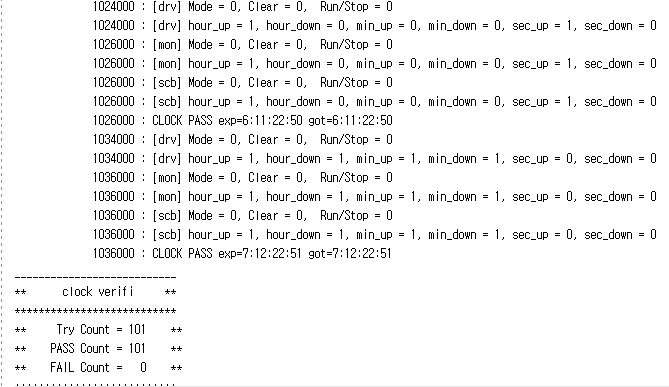 1024000 : [drv] Mode = 0, Clear = 0,  Run/Stop = 0
1024000 : [drv] hour_up = 1, hour_down = 0, min_up = 0, min_down = 0, sec_up = 1, sec_down = 0
1026000 : [mon] Mode = 0, Clear = 0,  Run/Stop = 0
1026000 : [mon] hour_up = 1, hour_down = 0, min_up = 0, min_down = 0, sec_up = 1, sec_down = 0
1026000 : [scb] Mode = 0, Clear = 0,  Run/Stop = 0
1026000 : [scb] hour_up = 1, hour_down = 0, min_up = 0, min_down = 0, sec_up = 1, sec_down = 0
1026000 : CLOCK PASS exp=6:11:22:50 got=6:11:22:50
1034000 : [drv] Mode = 0, Clear = 0,  Run/Stop = 0
1034000 : [drv] hour_up = 1, hour_down = 1, min_up = 1, min_down = 1, sec_up = 0, sec_down = 0
1036000 : [mon] Mode = 0, Clear = 0,  Run/Stop = 0
1036000 : [mon] hour_up = 1, hour_down = 1, min_up = 1, min_down = 1, sec_up = 0, sec_down = 0
1036000 : [scb] Mode = 0, Clear = 0,  Run/Stop = 0
1036000 : [scb] hour_up = 1, hour_down = 1, min_up = 1, min_down = 1, sec_up = 0, sec_down = 0
1036000 : CLOCK PASS exp=7:12:22:51 got=7:12:22:51
---------------------------
**      clock verifi     **
***************************
**     Try Count = 101    **
**    PASS Count = 101    **
**    FAIL Count =   0    **